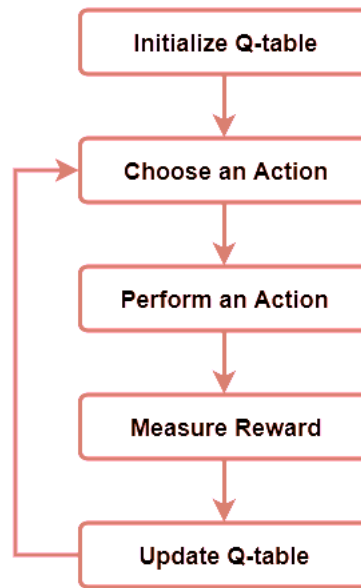 Initialize Q-table
Choose an Action
Perform an Action
Measure Reward
Update Q-table